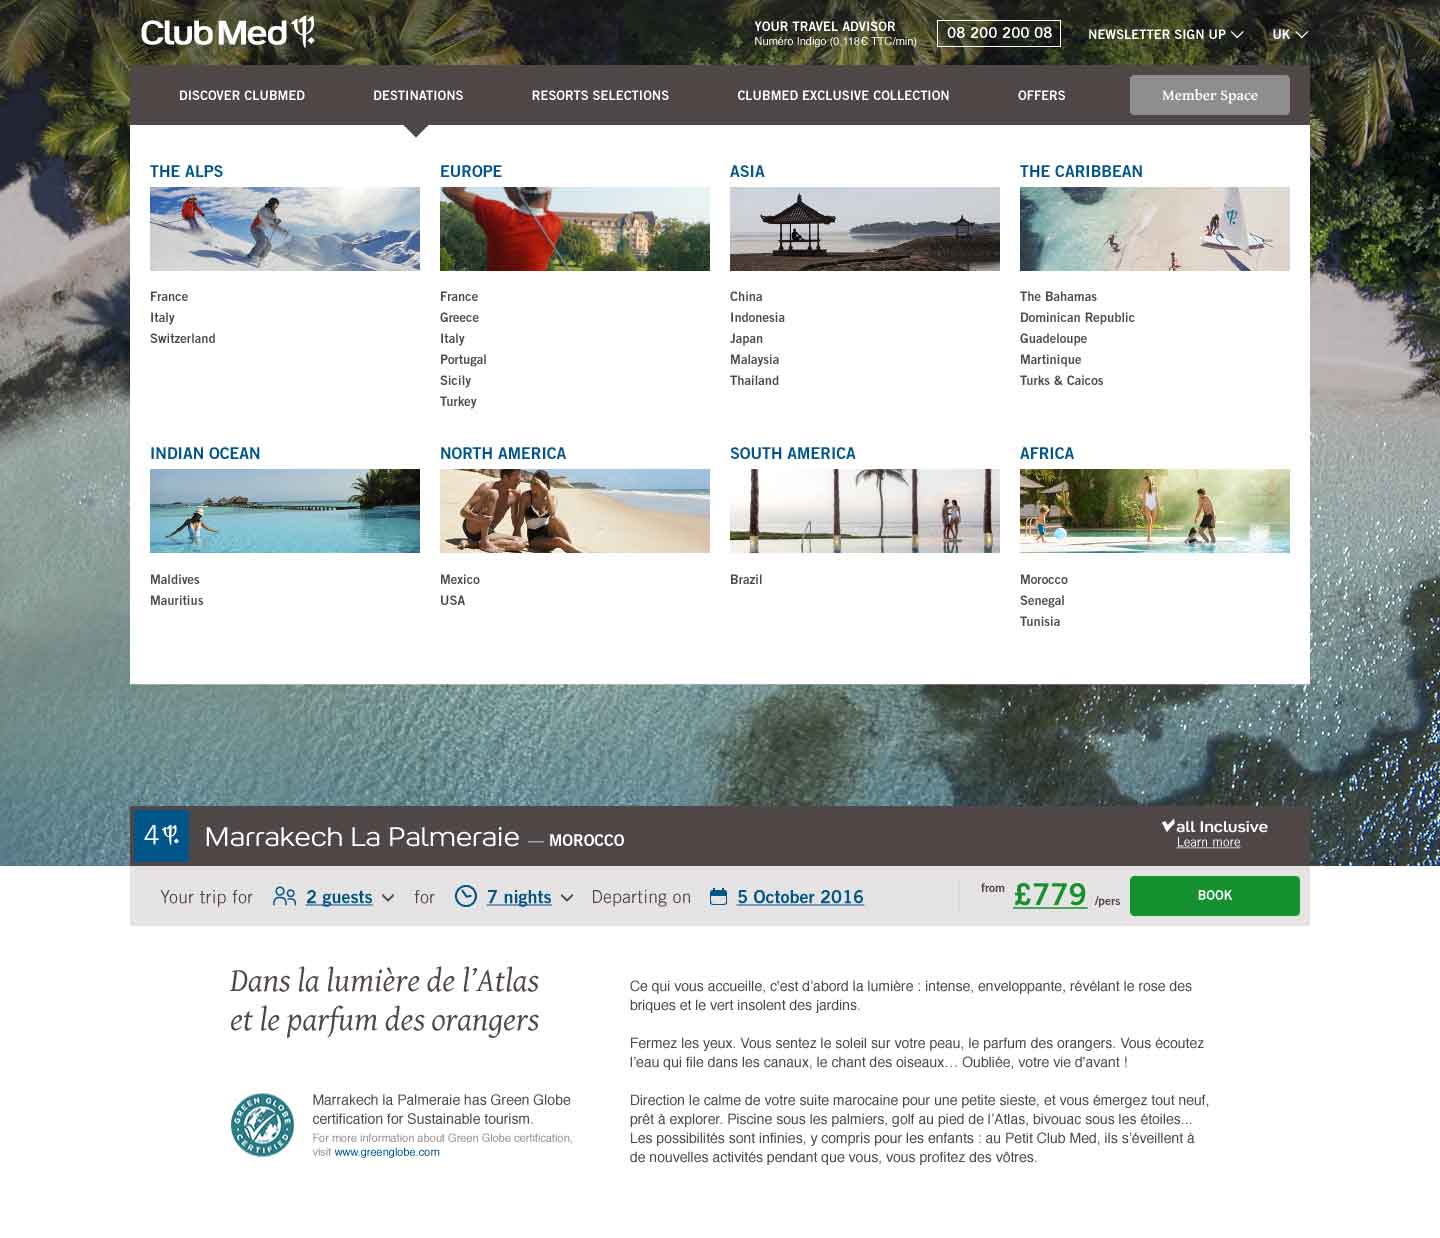 Club Med
YOUR TRAVEL ADVISOR
Numéro Indigo (0,118€ TTC/min)
08 200 200 08
NEWSLETTER SIGN UP
UK
DISCOVER CLUBMED
DESTINATIONS
RESORTS SELECTIONS
CLUBMED EXCLUSIVE COLLECTION
OFFERS
Member Space
THE ALPS
France
Italy
Switzerland
EUROPE
France
Greece
Italy
Portugal
Sicily
Turkey
ASIA
China
Indonesia
Japan
Malaysia
Thailand
THE CARIBBEAN
The Bahamas
Dominican Republic
Guadeloupe
Martinique
Turks & Caicos
INDIAN OCEAN
Maldives
Mauritius
NORTH AMERICA
Mexico
USA
SOUTH AMERICA
Brazil
AFRICA
Morocco
Senegal
Tunisia
4
Marrakech La Palmeraie — MOROCCO
all Inclusive
Learn more
Your trip for 2 guests for 7 nights Departing on 5 October 2016
from £779 /pers
BOOK
Dans la lumière de l’Atlas
et le parfum des orangers
GREEN GLOBE CERTIFIED
Marrakech la Palmeraie has Green Globe
certification for Sustainable tourism.
For more information about Green Globe certification,
visit www.greenglobe.com
Ce qui vous accueille, c'est d’abord la lumière : intense, enveloppante, révélant le rose des
briques et le vert insolent des jardins.
Fermez les yeux. Vous sentez le soleil sur votre peau, le parfum des orangers. Vous écoutez
l’eau qui file dans les canaux, le chant des oiseaux… Oubliée, votre vie d'avant !
Direction le calme de votre suite marocaine pour une petite sieste, et vous émergez tout neuf,
prêt à explorer. Piscine sous les palmiers, golf au pied de l’Atlas, bivouac sous les étoiles...
Les possibilités sont infinies, y compris pour les enfants : au Petit Club Med, ils s’éveillent à
de nouvelles activités pendant que vous, vous profitez des vôtres.